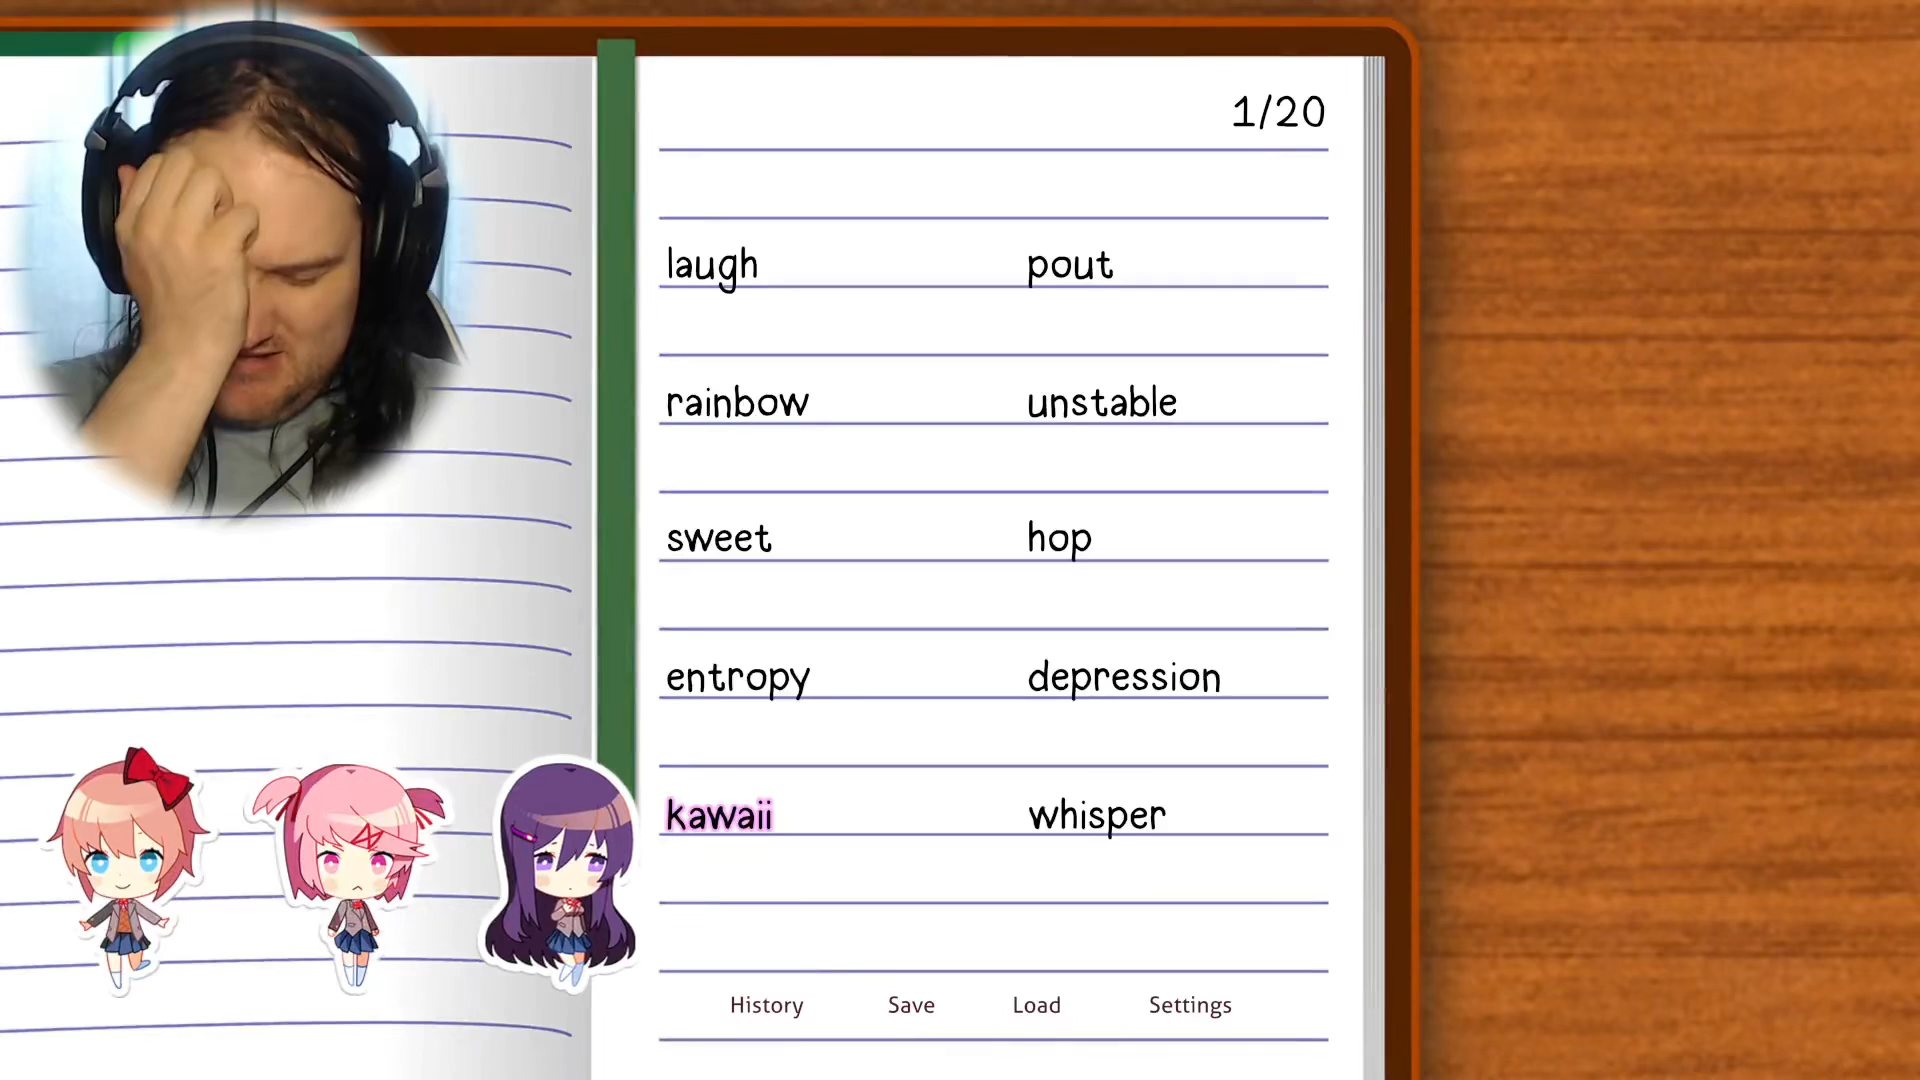 1/20
laugh pout
rainbow unstable
sweet hop
entropy depression
kawaii whisper
History Save Load Settings